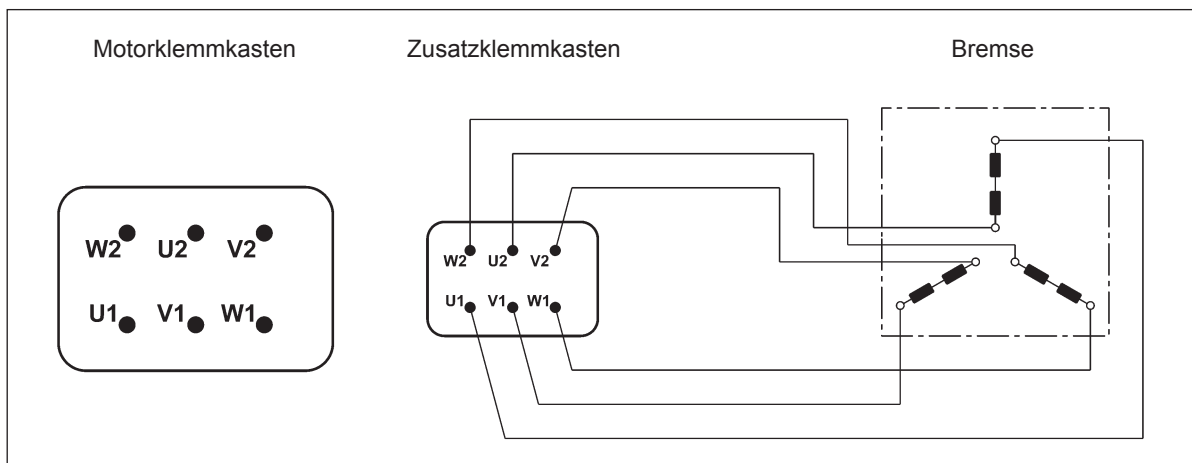 Motorklemmkasten Zusatzklemmkasten Bremse
W2 U2 V2
U1 V1 W1
W2 U2 V2
U1 V1 W1